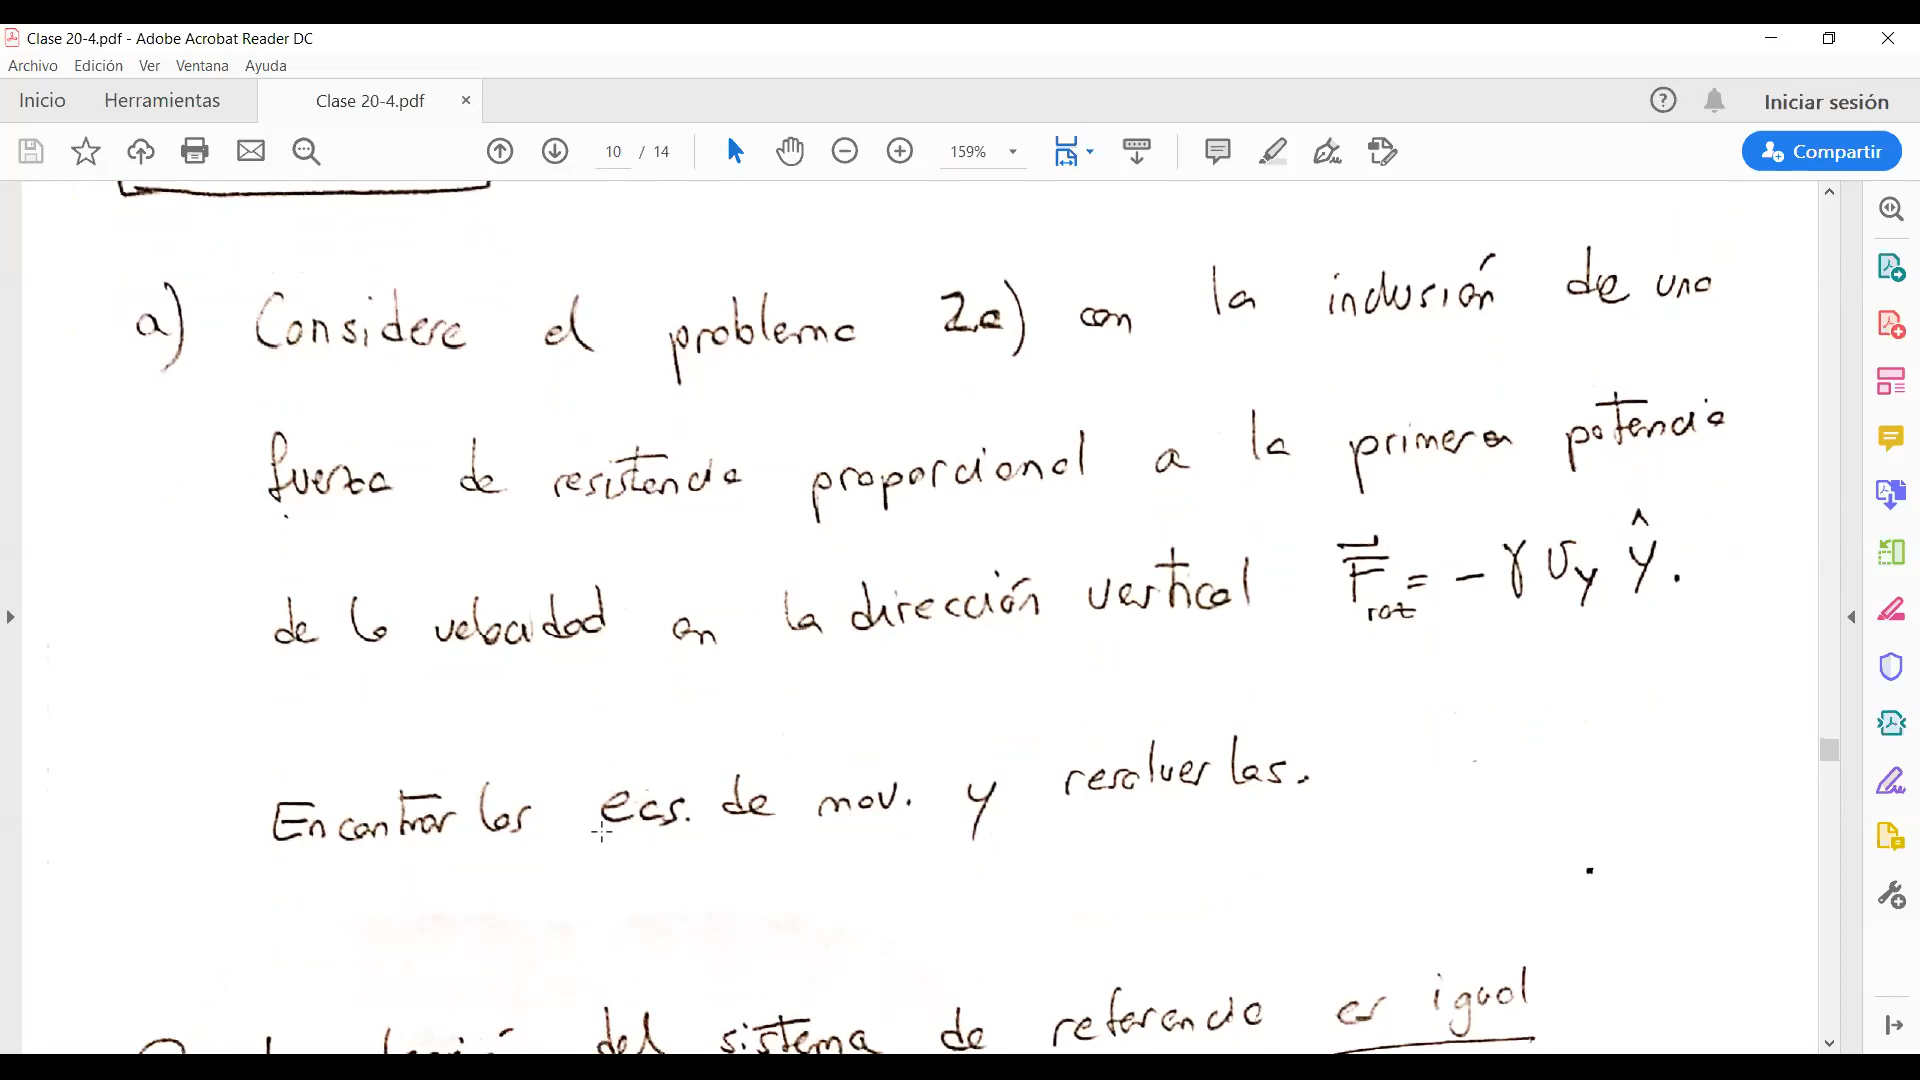 Clase 20-4.pdf - Adobe Acrobat Reader DC
Archivo Edición Ver Ventana Ayuda
Inicio Herramientas Clase 20-4.pdf × Iniciar sesión
10 / 14 159% Compartir
a) Considere el problema 2.a) con la inclusión de una
fuerza de resistencia proporcional a la primera potencia
de la velocidad en la dirección vertical F⃗ = - γ v_y ŷ.
Encontrar las ecs. de mov. y resolverlas.
del sistema de referencia es igual